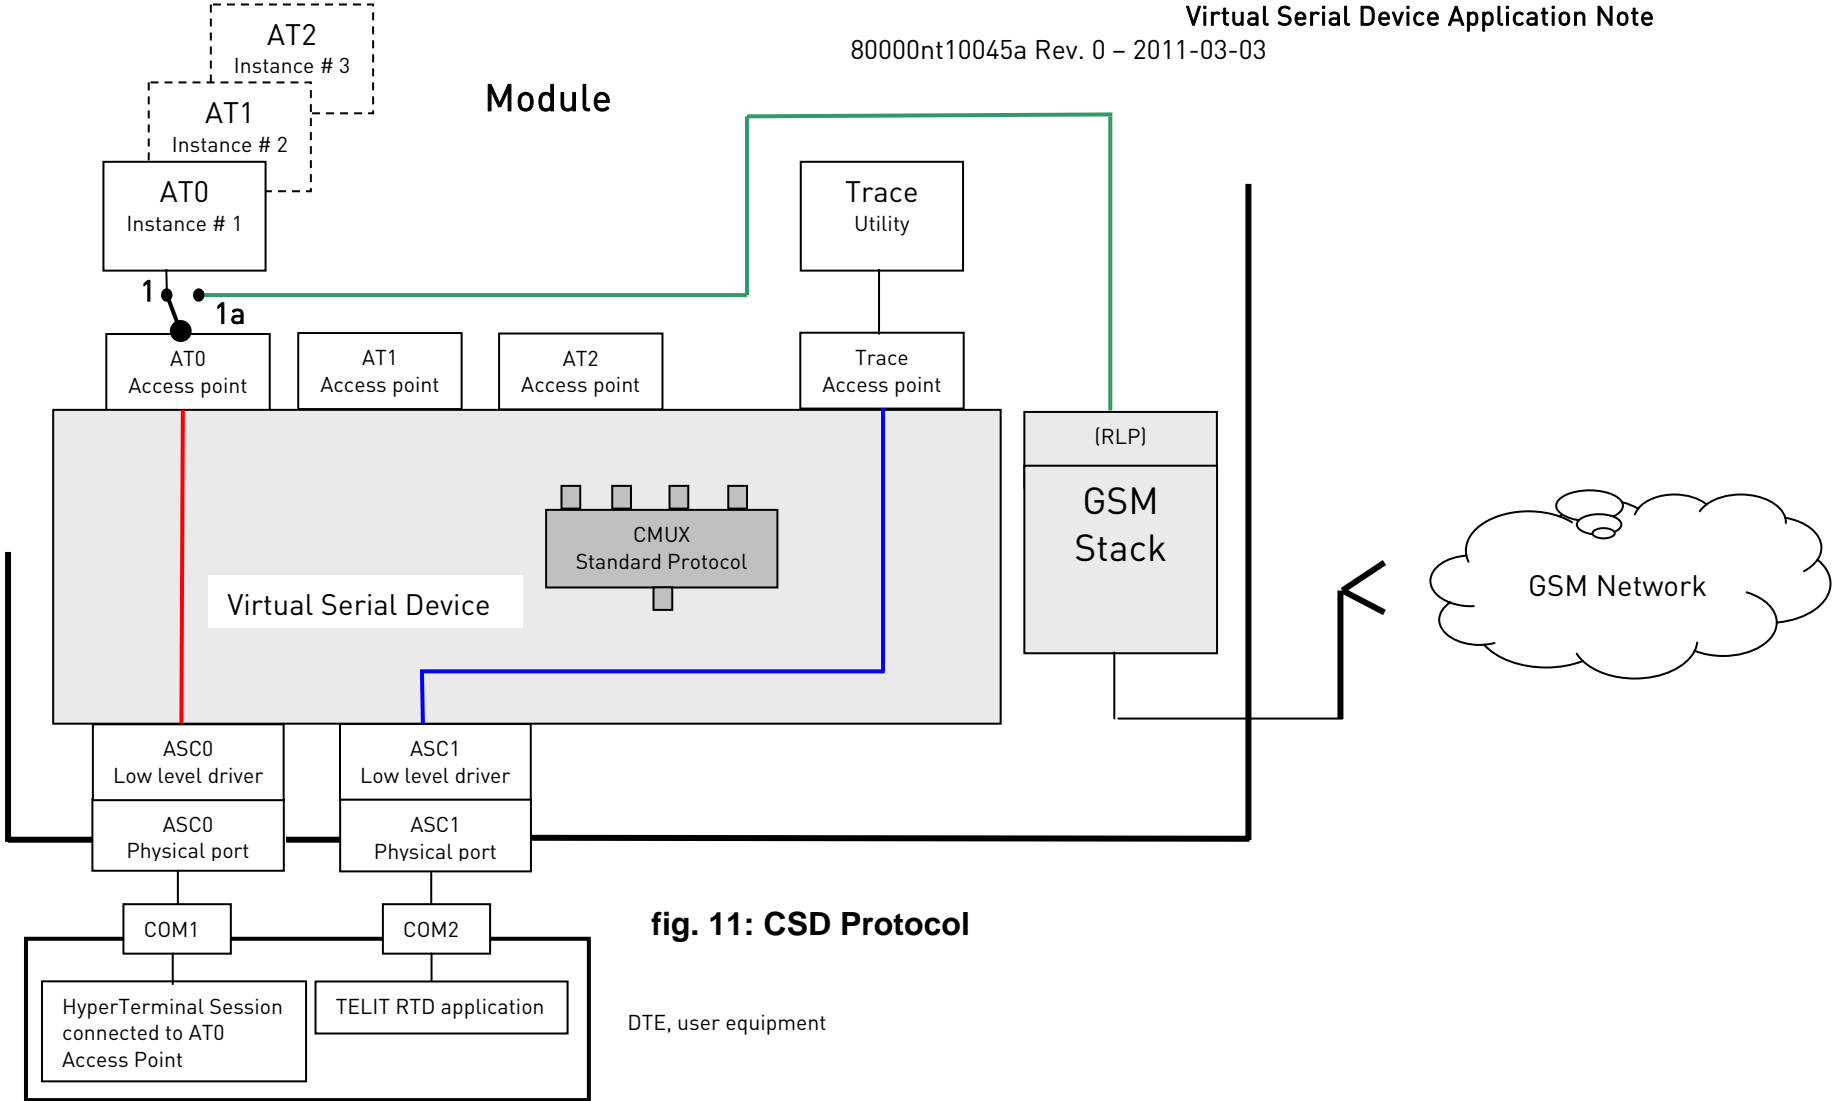 Virtual Serial Device Application Note
80000nt10045a Rev. 0 – 2011-03-03
AT2
Instance # 3
AT1
Instance # 2
AT0
Instance # 1
Module
Trace
Utility
1
1a
AT0
Access point
AT1
Access point
AT2
Access point
Trace
Access point
(RLP)
GSM
Stack
CMUX
Standard Protocol
Virtual Serial Device
GSM Network
ASC0
Low level driver
ASC1
Low level driver
ASC0
Physical port
ASC1
Physical port
COM1
COM2
fig. 11: CSD Protocol
HyperTerminal Session
connected to AT0
Access Point
TELIT RTD application
DTE, user equipment